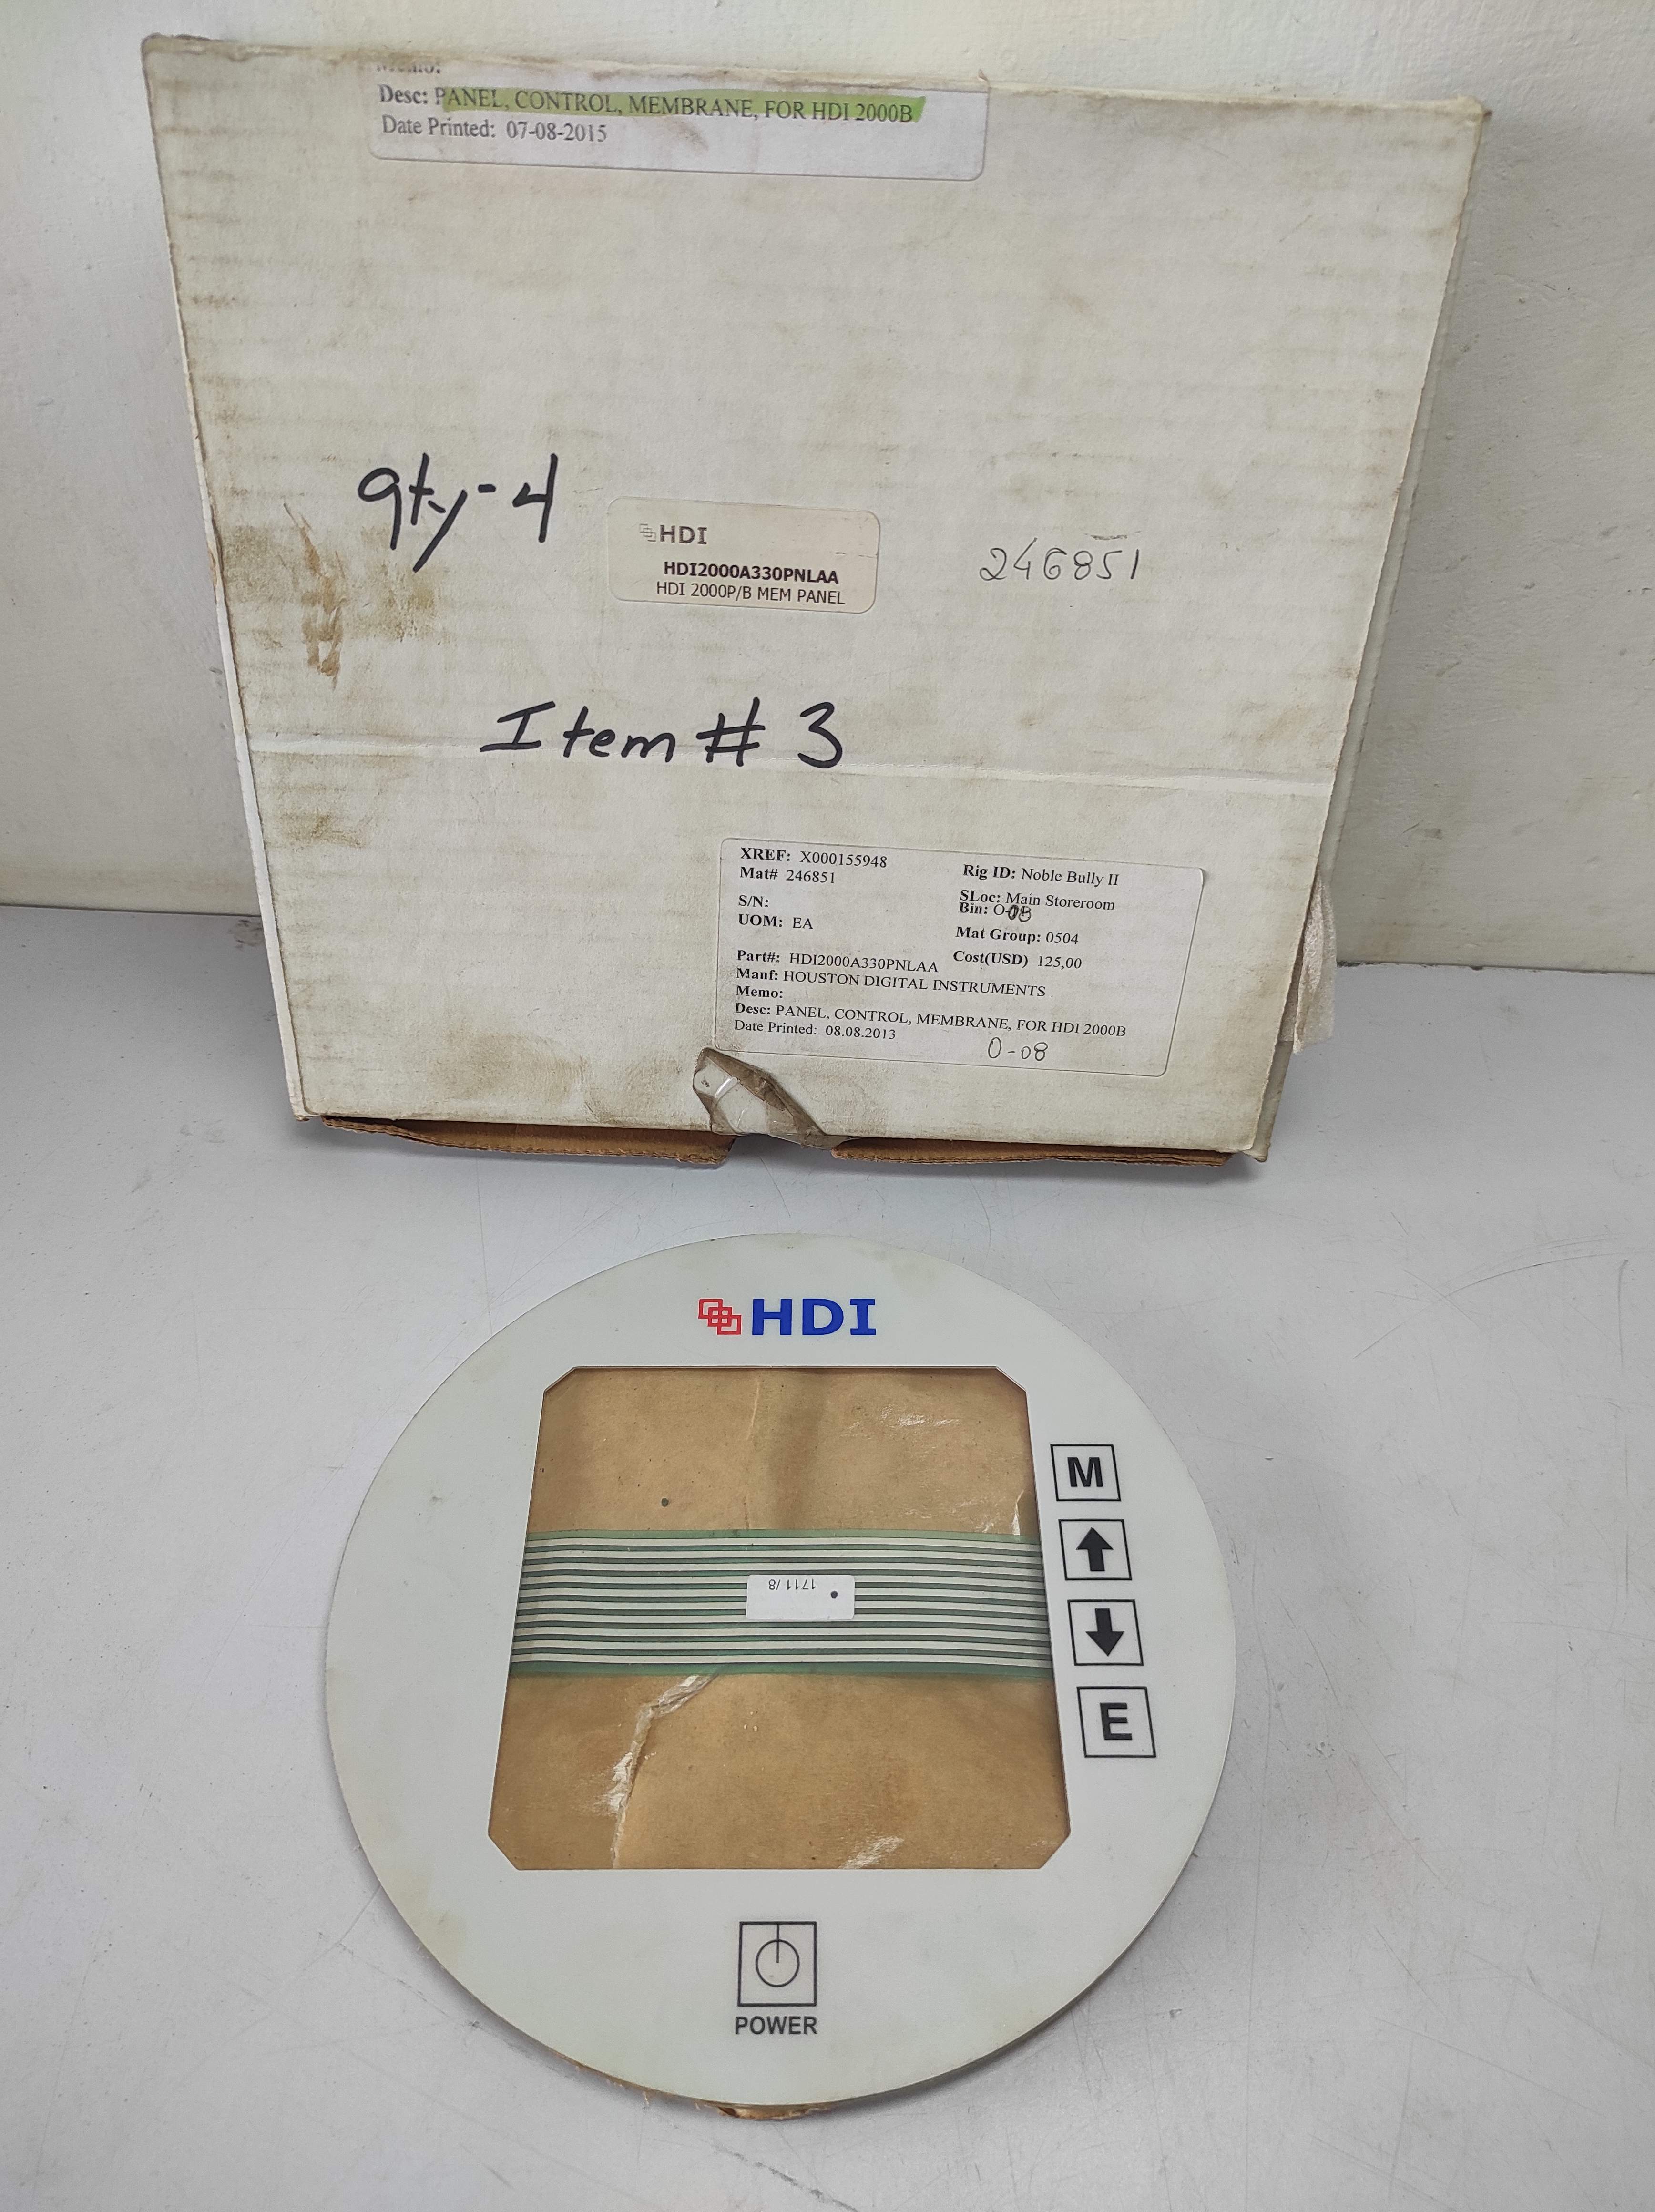 Memo:
Desc: PANEL, CONTROL, MEMBRANE, FOR HDI 2000B
Date Printed: 07-08-2015
qty-4
HDI
HDI2000A330PNLAA
HDI 2000P/B MEM PANEL
246851
Item # 3
XREF: X000155948
Mat# 246851
Rig ID: Noble Bully II
S/N:
SLoc: Main Storeroom
UOM: EA
Bin:
Mat Group: 0504
Part#: HDI2000A330PNLAA
Cost(USD) 125,00
Manf: HOUSTON DIGITAL INSTRUMENTS
Memo:
Desc: PANEL, CONTROL, MEMBRANE, FOR HDI 2000B
Date Printed: 08.08.2013
O-08
HDI
M
1711/8
E
POWER